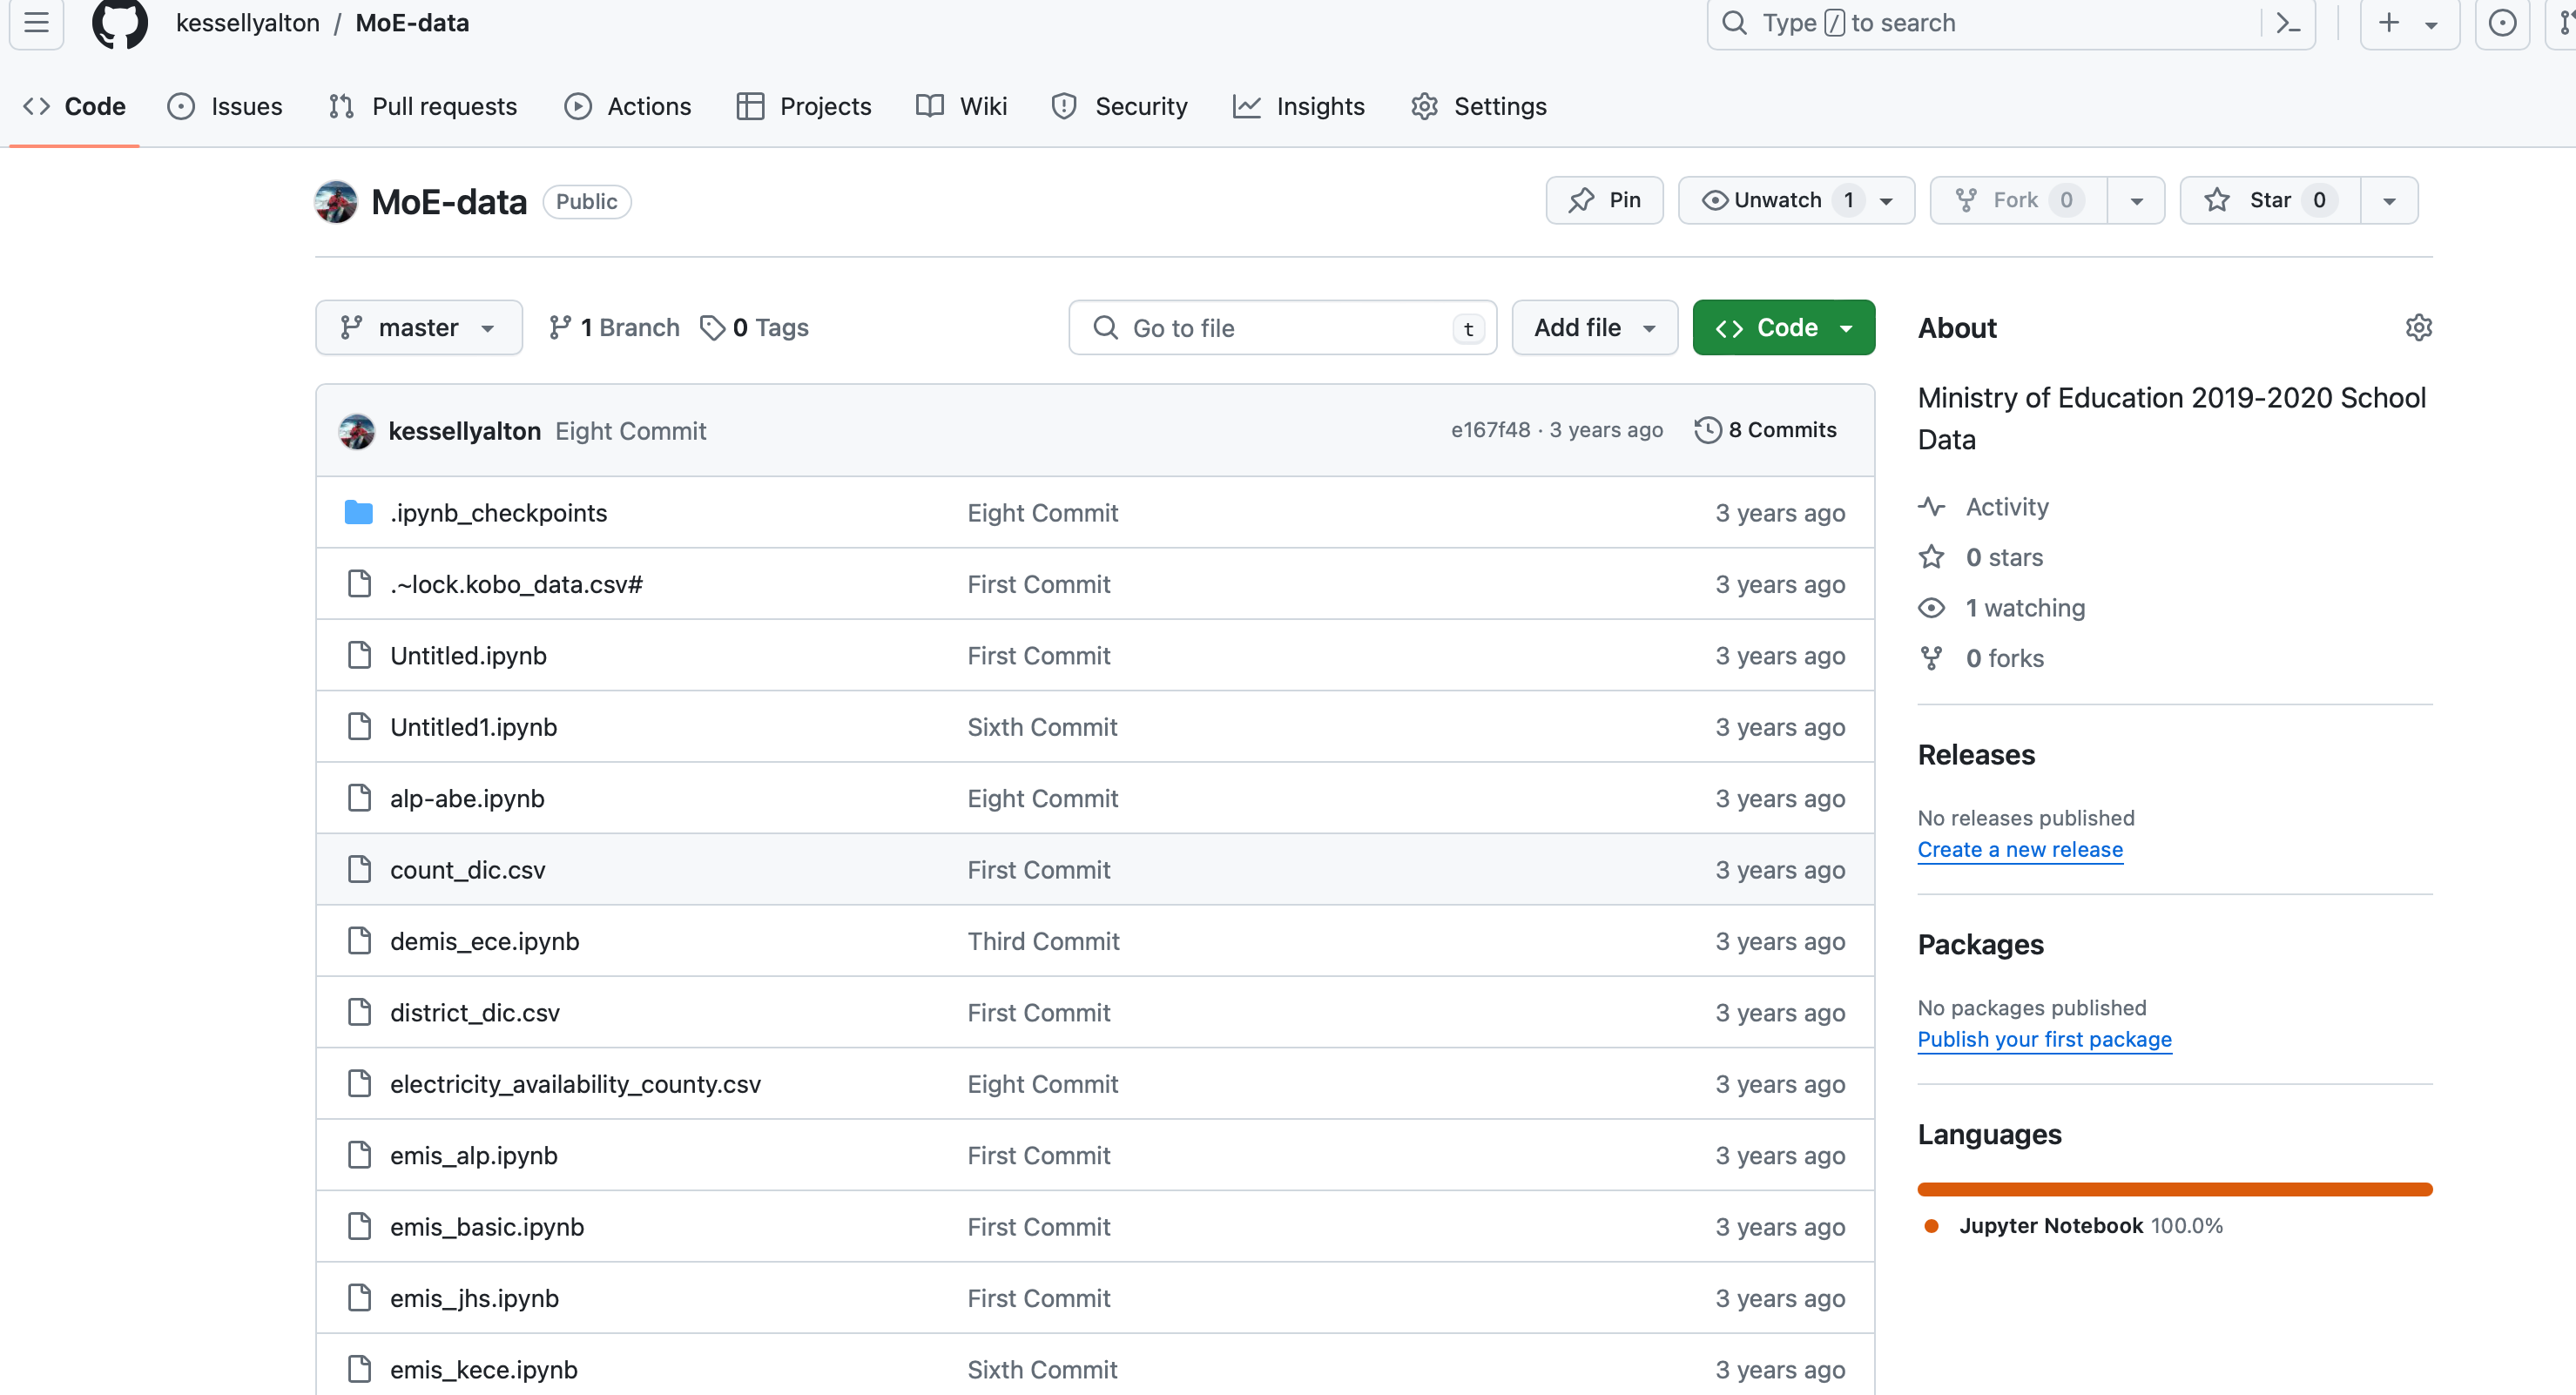 kessellyalton / MoE-data
Type / to search
Code Issues Pull requests Actions Projects Wiki Security Insights Settings
MoE-data Public
Pin Unwatch 1 Fork 0 Star 0
master 1 Branch 0 Tags Go to file t Add file Code
kessellyalton Eight Commit e167f48 · 3 years ago 8 Commits
.ipynb_checkpoints Eight Commit 3 years ago
.~lock.kobo_data.csv# First Commit 3 years ago
Untitled.ipynb First Commit 3 years ago
Untitled1.ipynb Sixth Commit 3 years ago
alp-abe.ipynb Eight Commit 3 years ago
count_dic.csv First Commit 3 years ago
demis_ece.ipynb Third Commit 3 years ago
district_dic.csv First Commit 3 years ago
electricity_availability_county.csv Eight Commit 3 years ago
emis_alp.ipynb First Commit 3 years ago
emis_basic.ipynb First Commit 3 years ago
emis_jhs.ipynb First Commit 3 years ago
emis_kece.ipynb Sixth Commit 3 years ago
About
Ministry of Education 2019-2020 School
Data
Activity
0 stars
1 watching
0 forks
Releases
No releases published
Create a new release
Packages
No packages published
Publish your first package
Languages
Jupyter Notebook 100.0%